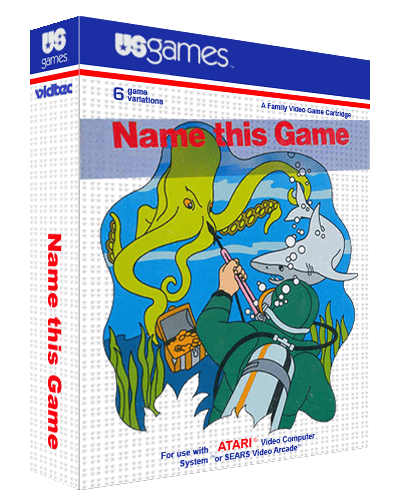 US games
vidtec
Name this Game
USgames™
6 game
variations
A Family Video Game Cartridge
Name this Game
For use with ATARI® Video Computer
System™ or SEARS Video Arcade™